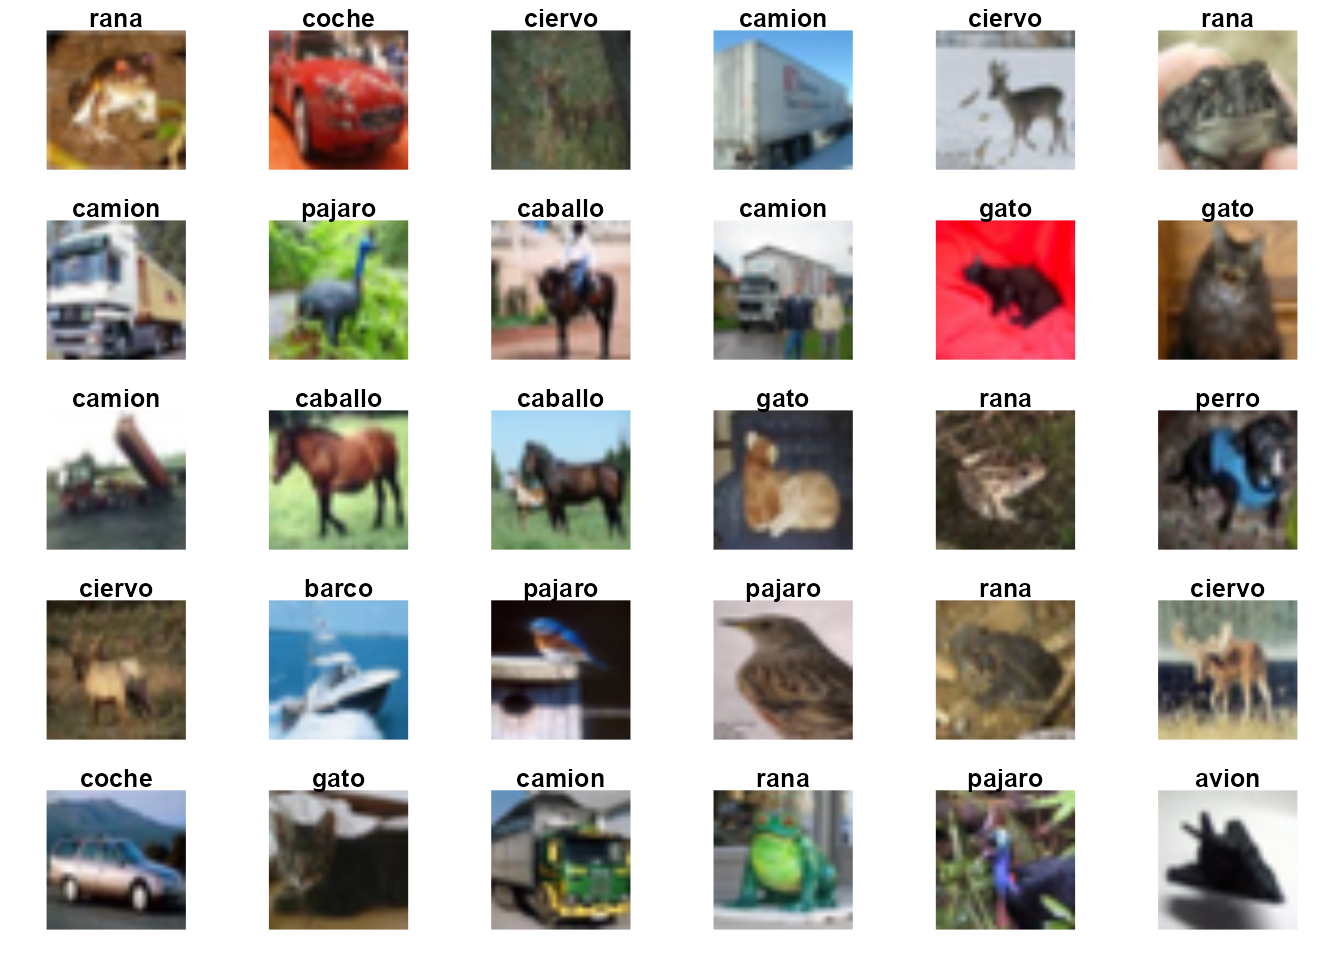 rana coche ciervo camion ciervo rana
camion pajaro caballo camion gato gato
camion caballo caballo gato rana perro
ciervo barco pajaro pajaro rana ciervo
coche gato camion rana pajaro avion